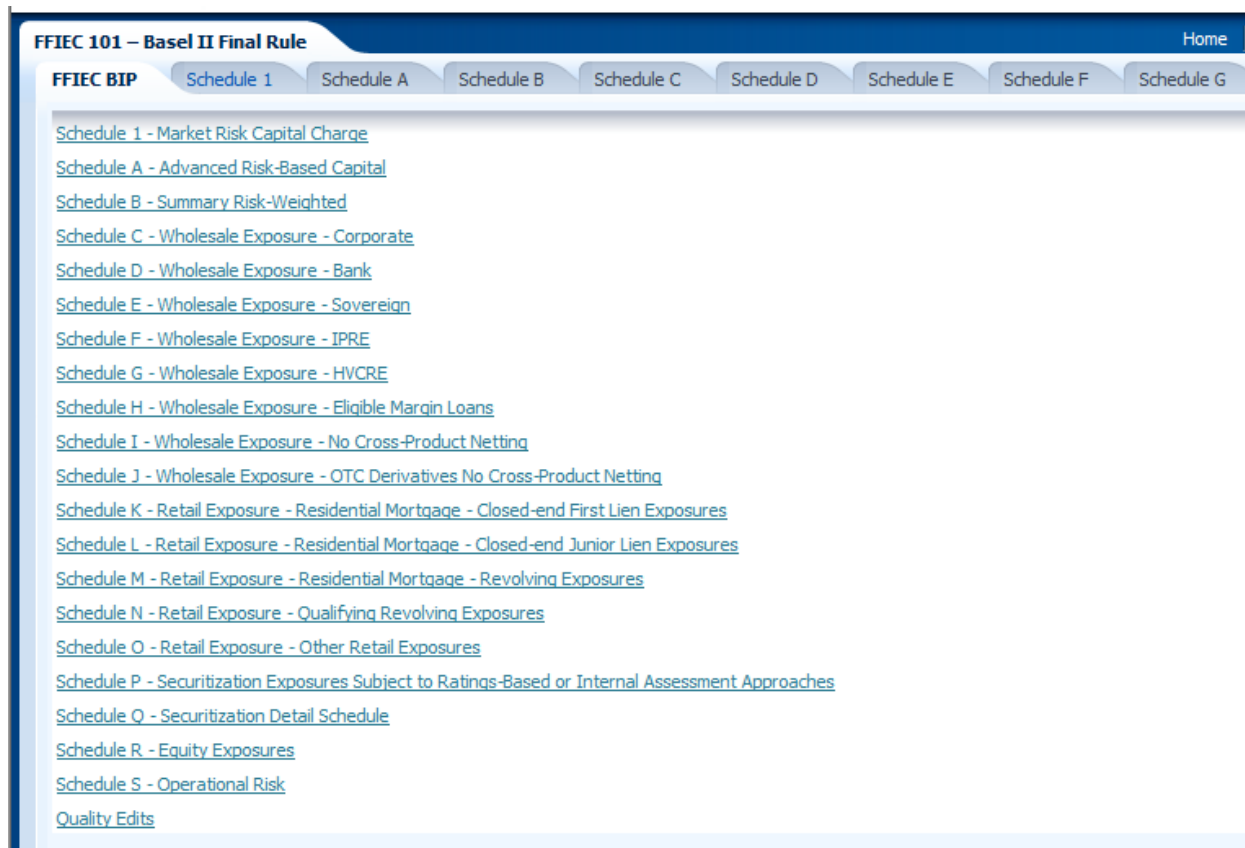 FFIEC 101 – Basel II Final Rule Home
FFIEC BIP Schedule 1 Schedule A Schedule B Schedule C Schedule D Schedule E Schedule F Schedule G
Schedule 1 - Market Risk Capital Charge
Schedule A - Advanced Risk-Based Capital
Schedule B - Summary Risk-Weighted
Schedule C - Wholesale Exposure - Corporate
Schedule D - Wholesale Exposure - Bank
Schedule E - Wholesale Exposure - Sovereign
Schedule F - Wholesale Exposure - IPRE
Schedule G - Wholesale Exposure - HVCRE
Schedule H - Wholesale Exposure - Eligible Margin Loans
Schedule I - Wholesale Exposure - No Cross-Product Netting
Schedule J - Wholesale Exposure - OTC Derivatives No Cross-Product Netting
Schedule K - Retail Exposure - Residential Mortgage - Closed-end First Lien Exposures
Schedule L - Retail Exposure - Residential Mortgage - Closed-end Junior Lien Exposures
Schedule M - Retail Exposure - Residential Mortgage - Revolving Exposures
Schedule N - Retail Exposure - Qualifying Revolving Exposures
Schedule O - Retail Exposure - Other Retail Exposures
Schedule P - Securitization Exposures Subject to Ratings-Based or Internal Assessment Approaches
Schedule Q - Securitization Detail Schedule
Schedule R - Equity Exposures
Schedule S - Operational Risk
Quality Edits